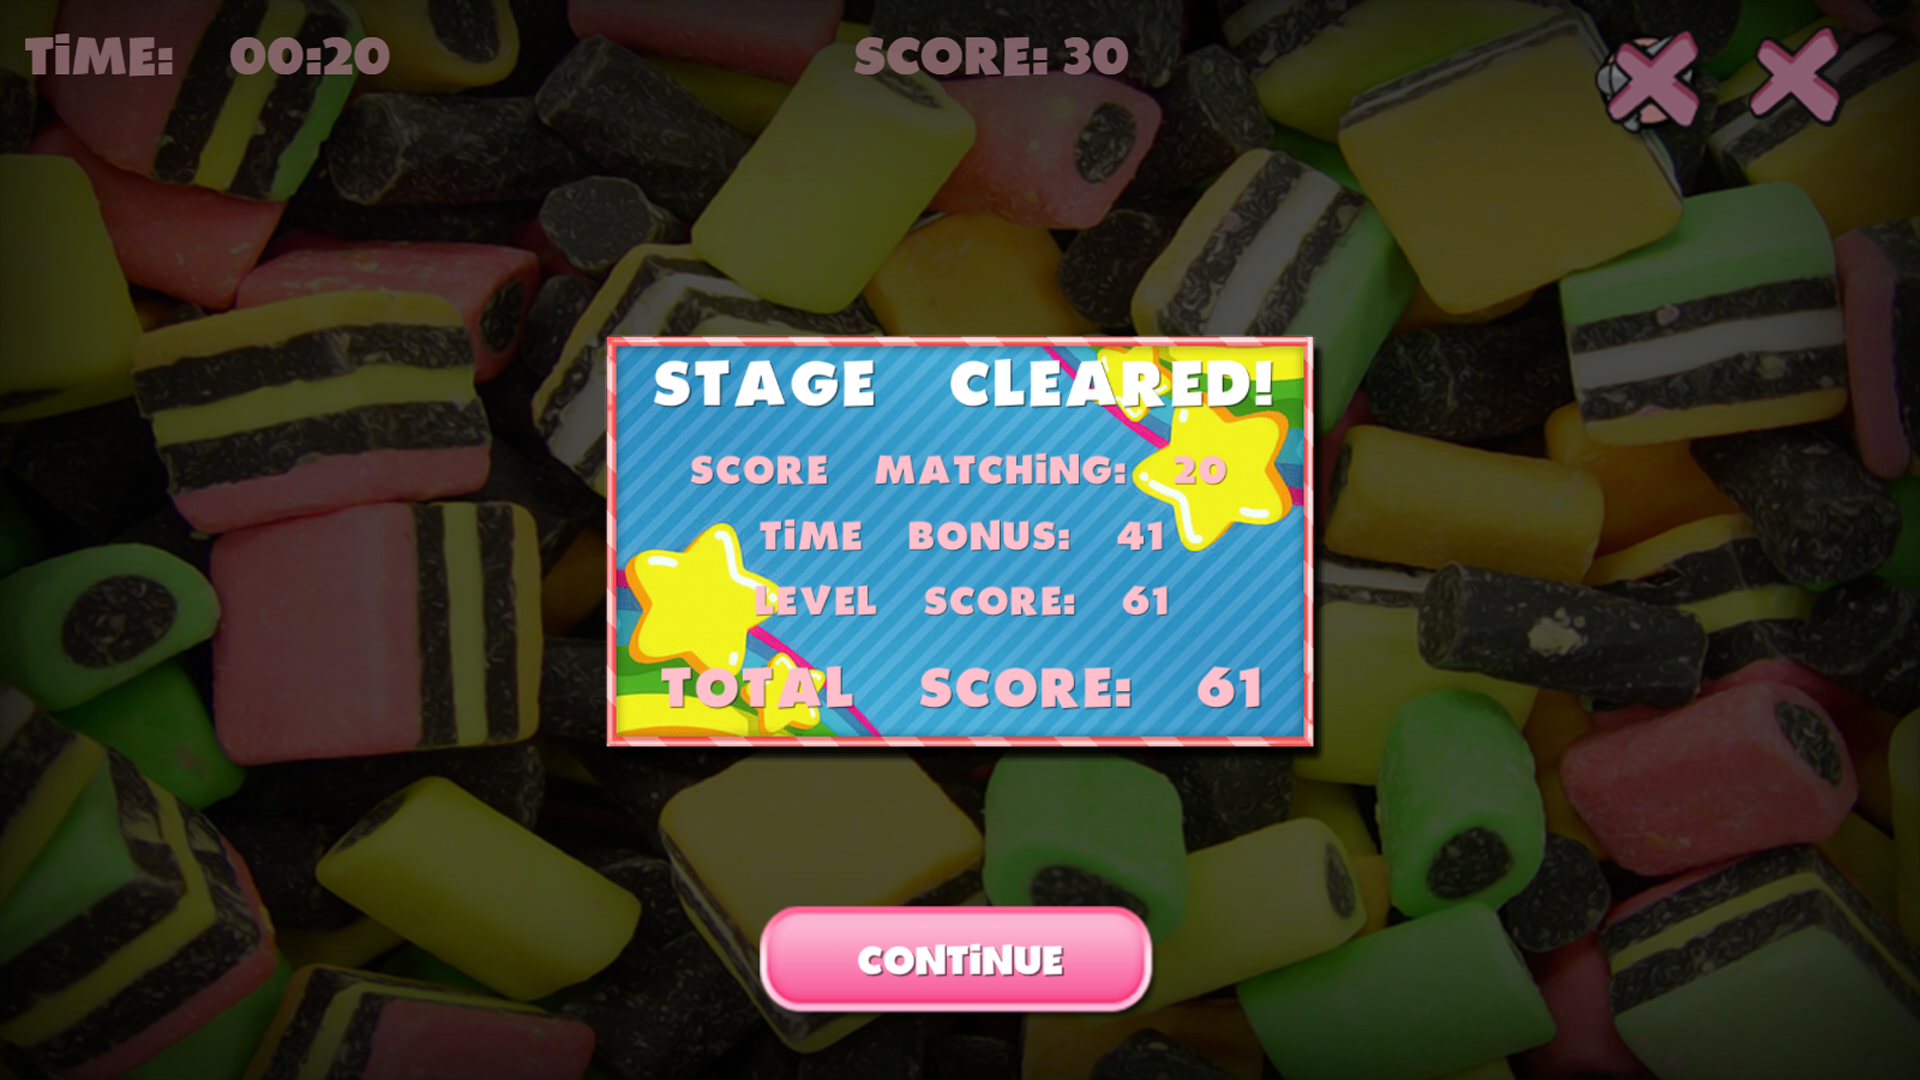 TiME: 00:20
SCORE: 30
STAGE CLEARED!
SCORE MATCHiNG: 20
TiME BONUS: 41
LEVEL SCORE: 61
TOTAL SCORE: 61
CONTiNUE